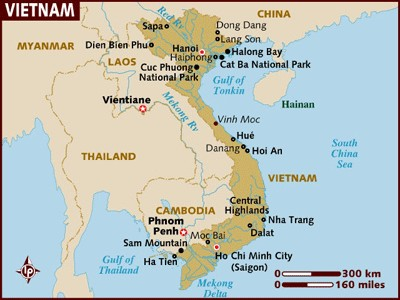 VIETNAM
CHINA
Red Rv
Sapa
Dong Dang
Lang Son
MYANMAR
Dien Bien Phu
Hanoi
Haiphong
Halong Bay
LAOS
Cat Ba National Park
Cuc Phuong
National Park
Gulf of
Tonkin
Vientiane
Mekong Rv
Hainan
Vinh Moc
Hué
Danang
Hoi An
South
China
Sea
THAILAND
VIETNAM
CAMBODIA
Central
Highlands
Phnom
Penh
Nha Trang
Moc Bai
Dalat
Sam Mountain
Gulf of
Thailand
Ha Tien
Ho Chi Minh City
(Saigon)
Mekong
Delta
0
300 km
0
160 miles
LP